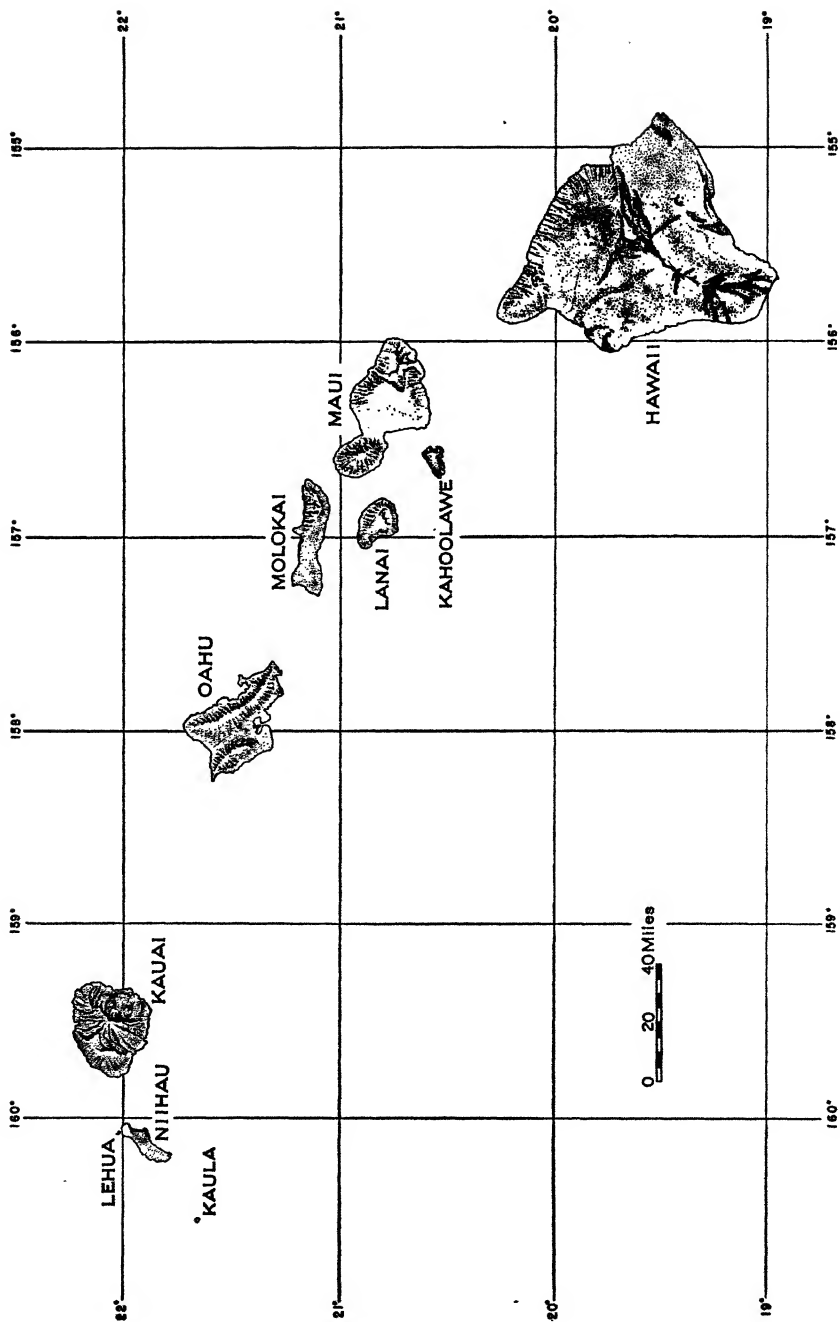 160°
159°
158°
157°
156°
155°
22°
22°
LEHUA
NIIHAU
KAUAI
KAULA
OAHU
MOLOKAI
MAUI
21°
21°
LANAI
KAHOOLAWE
20°
20°
HAWAII
0 20 40 Miles
19°
19°
160°
159°
158°
157°
156°
155°